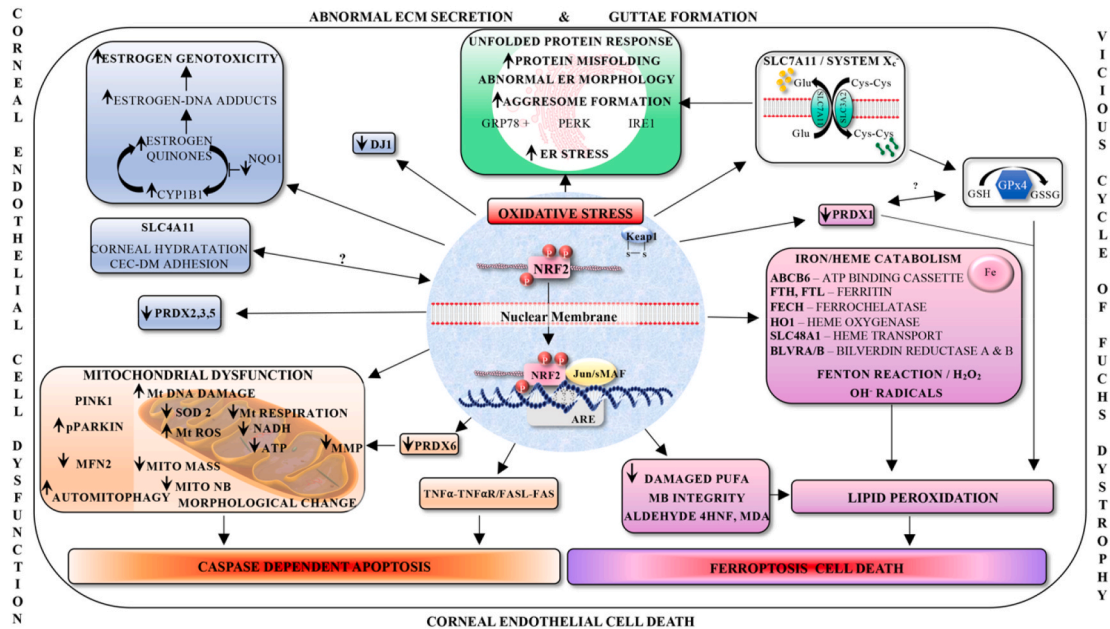 ABNORMAL ECM SECRETION & GUTTAE FORMATION
CORNEAL ENDOTHELIAL CELL DYSFUNCTION
VICIOUS CYCLE OF FUCHS DYSTROPHY
ESTROGEN GENOTOXICITY
ESTROGEN-DNA ADDUCTS
ESTROGEN
QUINONES
NQO1
CYP1B1
DJ1
UNFOLDED PROTEIN RESPONSE
PROTEIN MISFOLDING
ABNORMAL ER MORPHOLOGY
AGGRESOME FORMATION
GRP78 + PERK IRE1
ER STRESS
SLC7A11 / SYSTEM Xc-
Glu Cys-Cys
SLC7A11
SLC3A2
Glu Cys-Cys
GPx4
GSH GSSG
?
PRDX1
OXIDATIVE STRESS
Keap1
S—S
P P
NRF2
P
Nuclear Membrane
P P
NRF2
Jun/sMAF
P
ARE
SLC4A11
CORNEAL HYDRATATION
CEC-DM ADHESION
?
PRDX2,3,5
IRON/HEME CATABOLISM
Fe
ABCB6 – ATP BINDING CASSETTE
FTH, FTL – FERRITIN
FECH – FERROCHELATASE
HO1 – HEME OXYGENASE
SLC48A1 – HEME TRANSPORT
BLVRA/B – BILVERDIN REDUCTASE A & B
FENTON REACTION / H2O2
OH- RADICALS
MITOCHONDRIAL DYSFUNCTION
PINK1
pPARKIN
MFN2
AUTOMITOPHAGY
Mt DNA DAMAGE
SOD 2
Mt RESPIRATION
Mt ROS
NADH
ATP
MMP
MITO MASS
MITO NB
MORPHOLOGICAL CHANGE
PRDX6
TNFα-TNFαR/FASL-FAS
DAMAGED PUFA
MB INTEGRITY
ALDEHYDE 4HNF, MDA
LIPID PEROXIDATION
CASPASE DEPENDENT APOPTOSIS
FERROPTOSIS CELL DEATH
CORNEAL ENDOTHELIAL CELL DEATH